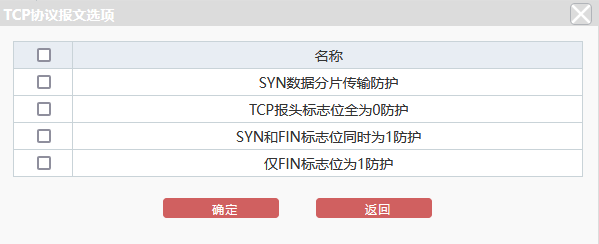 TCP协议报文选项
名称
SYN数据分片传输防护
TCP报头标志位全为0防护
SYN和FIN标志位同时为1防护
仅FIN标志位为1防护
确定 返回